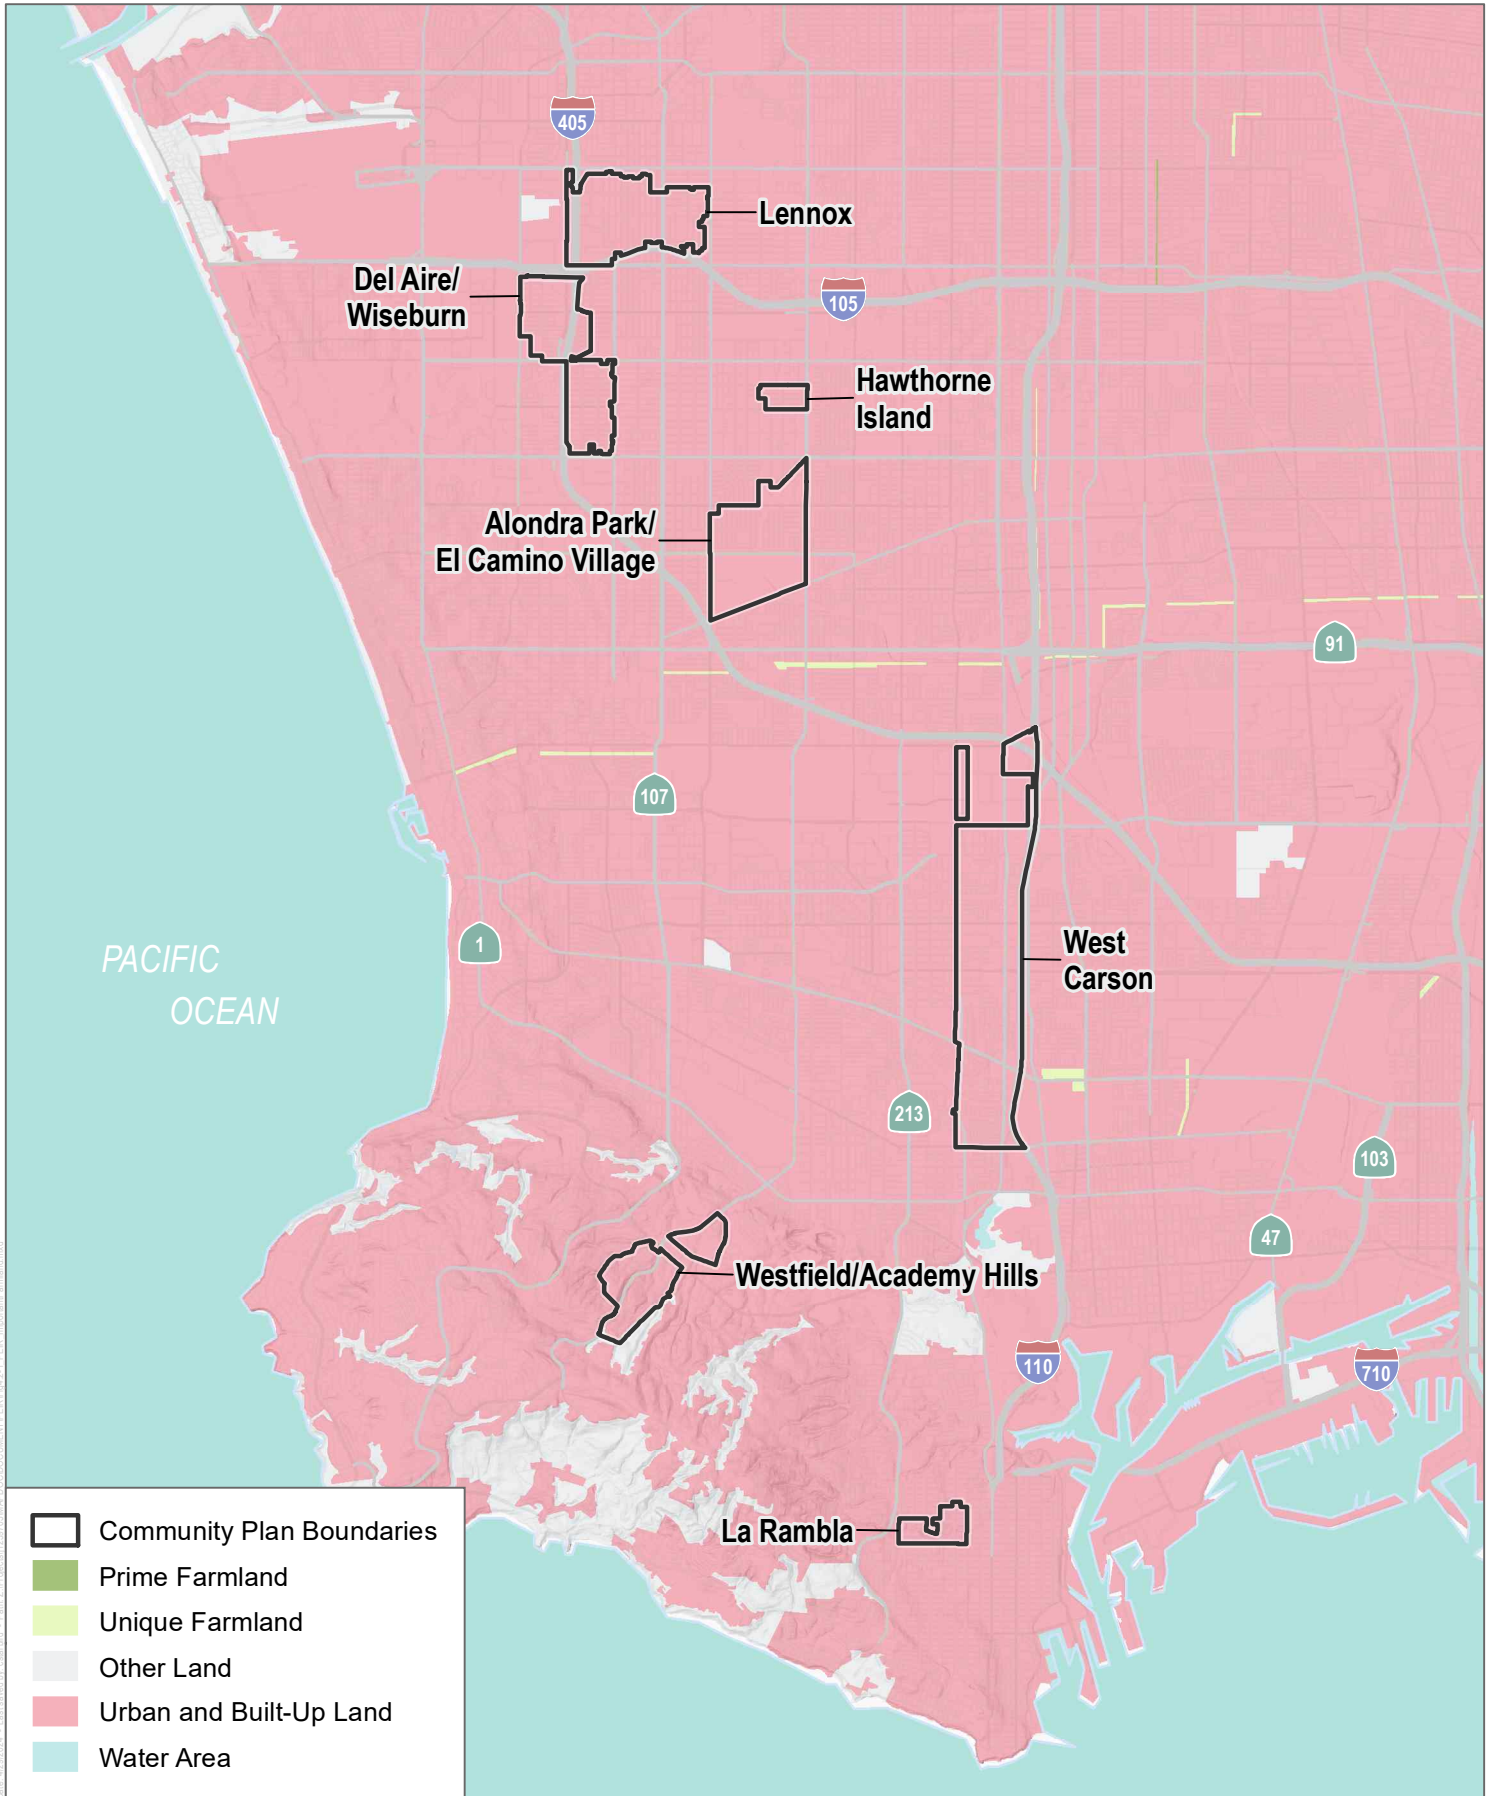 405
Lennox
Del Aire/
Wiseburn
105
Hawthorne
Island
Alondra Park/
El Camino Village
91
107
1
PACIFIC
OCEAN
West
Carson
213
103
47
Westfield/Academy Hills
110
710
La Rambla
Community Plan Boundaries
Prime Farmland
Unique Farmland
Other Land
Urban and Built-Up Land
Water Area